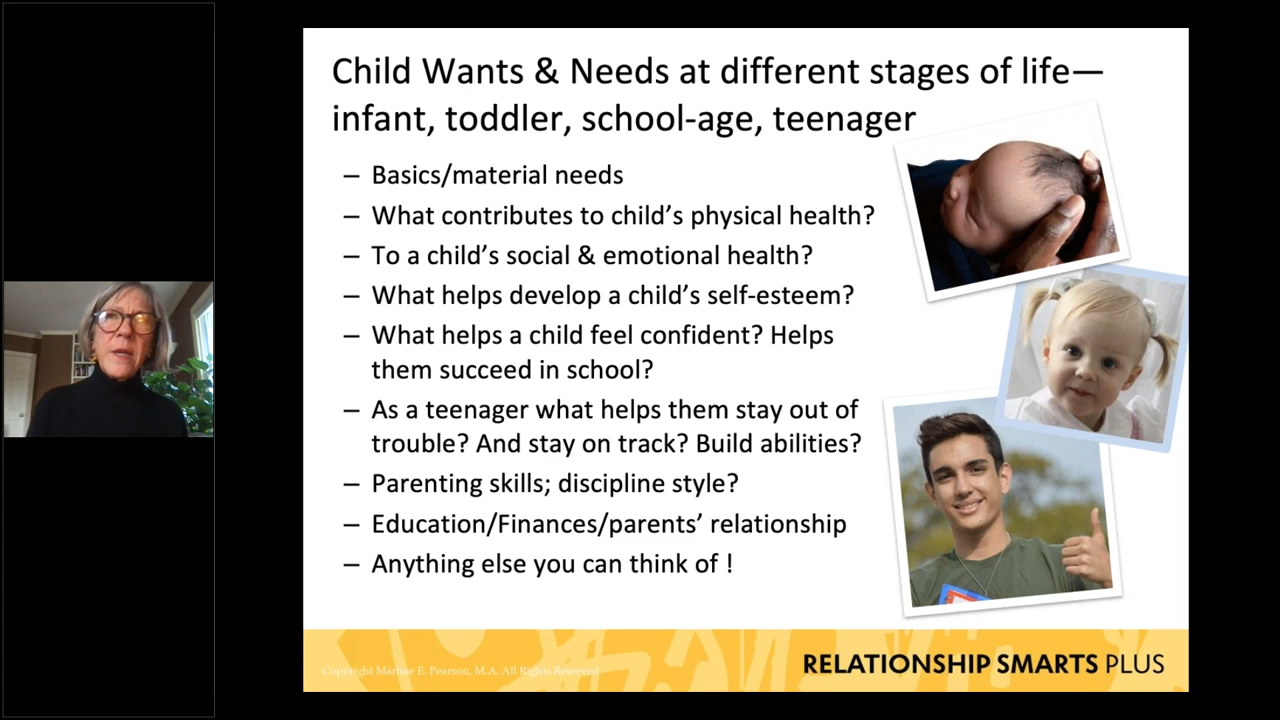 Child Wants & Needs at different stages of life—
infant, toddler, school-age, teenager
– Basics/material needs
– What contributes to child’s physical health?
– To a child’s social & emotional health?
– What helps develop a child’s self-esteem?
– What helps a child feel confident? Helps
them succeed in school?
– As a teenager what helps them stay out of
trouble? And stay on track? Build abilities?
– Parenting skills; discipline style?
– Education/Finances/parents’ relationship
– Anything else you can think of !
Copyright Marline E. Pearson, M.A. All Rights Reserved
RELATIONSHIP SMARTS PLUS